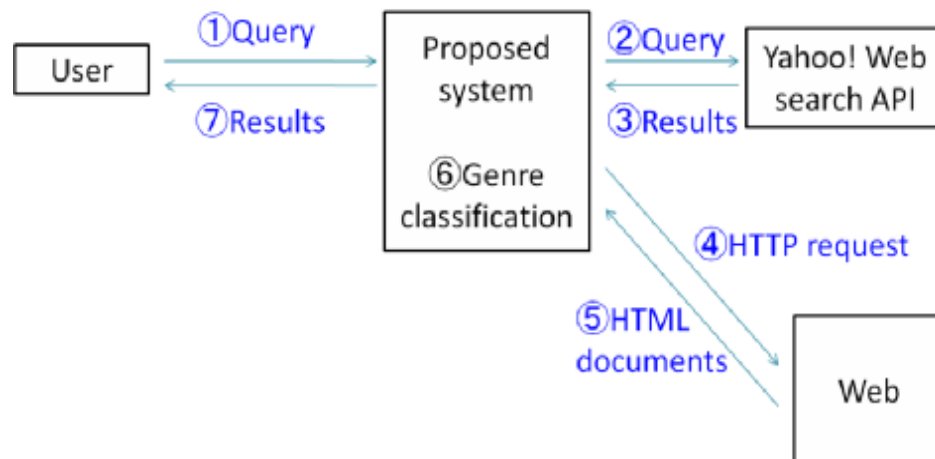 ①Query
User
⑦Results
Proposed
system
⑥Genre
classification
②Query
③Results
Yahoo! Web
search API
④HTTP request
⑤HTML
documents
Web